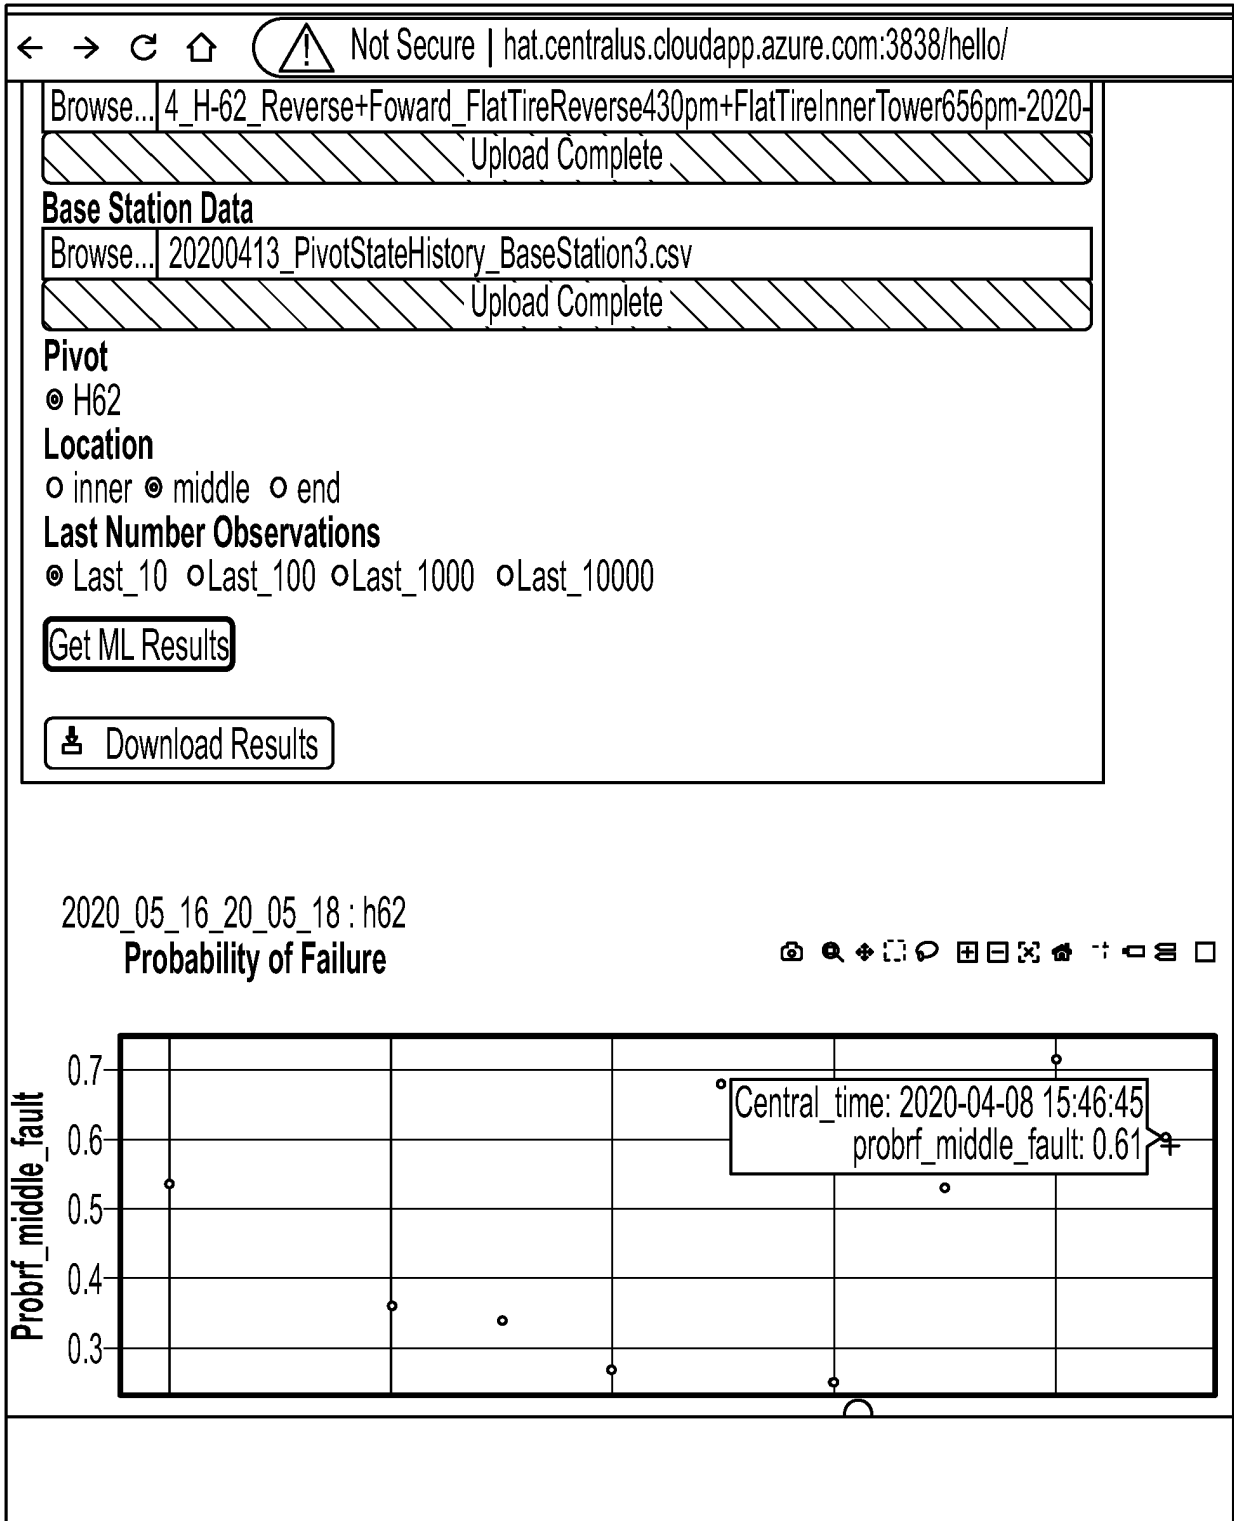 Not Secure | hat.centralus.cloudapp.azure.com:3838/hello/
Browse... 4_H-62_Reverse+Foward_FlatTireReverse430pm+FlatTireInnerTower656pm-2020-
Upload Complete
Base Station Data
Browse... 20200413_PivotStateHistory_BaseStation3.csv
Upload Complete
Pivot
H62
Location
inner middle end
Last Number Observations
Last_10 Last_100 Last_1000 Last_10000
Get ML Results
Download Results
2020_05_16_20_05_18 : h62
Probability of Failure
Probrf_middle_fault
0.7
Central_time: 2020-04-08 15:46:45
0.6
probrf_middle_fault: 0.61
0.5
0.4
0.3